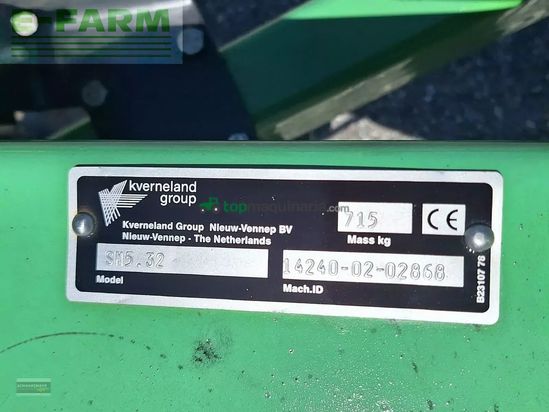 e-FARM
kverneland
group
topmaquinaria.com
Kverneland Group Nieuw-Vennep BV
Nieuw-Vennep - The Netherlands
715
Mass kg
CE
SM5.32
Model
14240-02-02868
Mach.ID
B23107 78